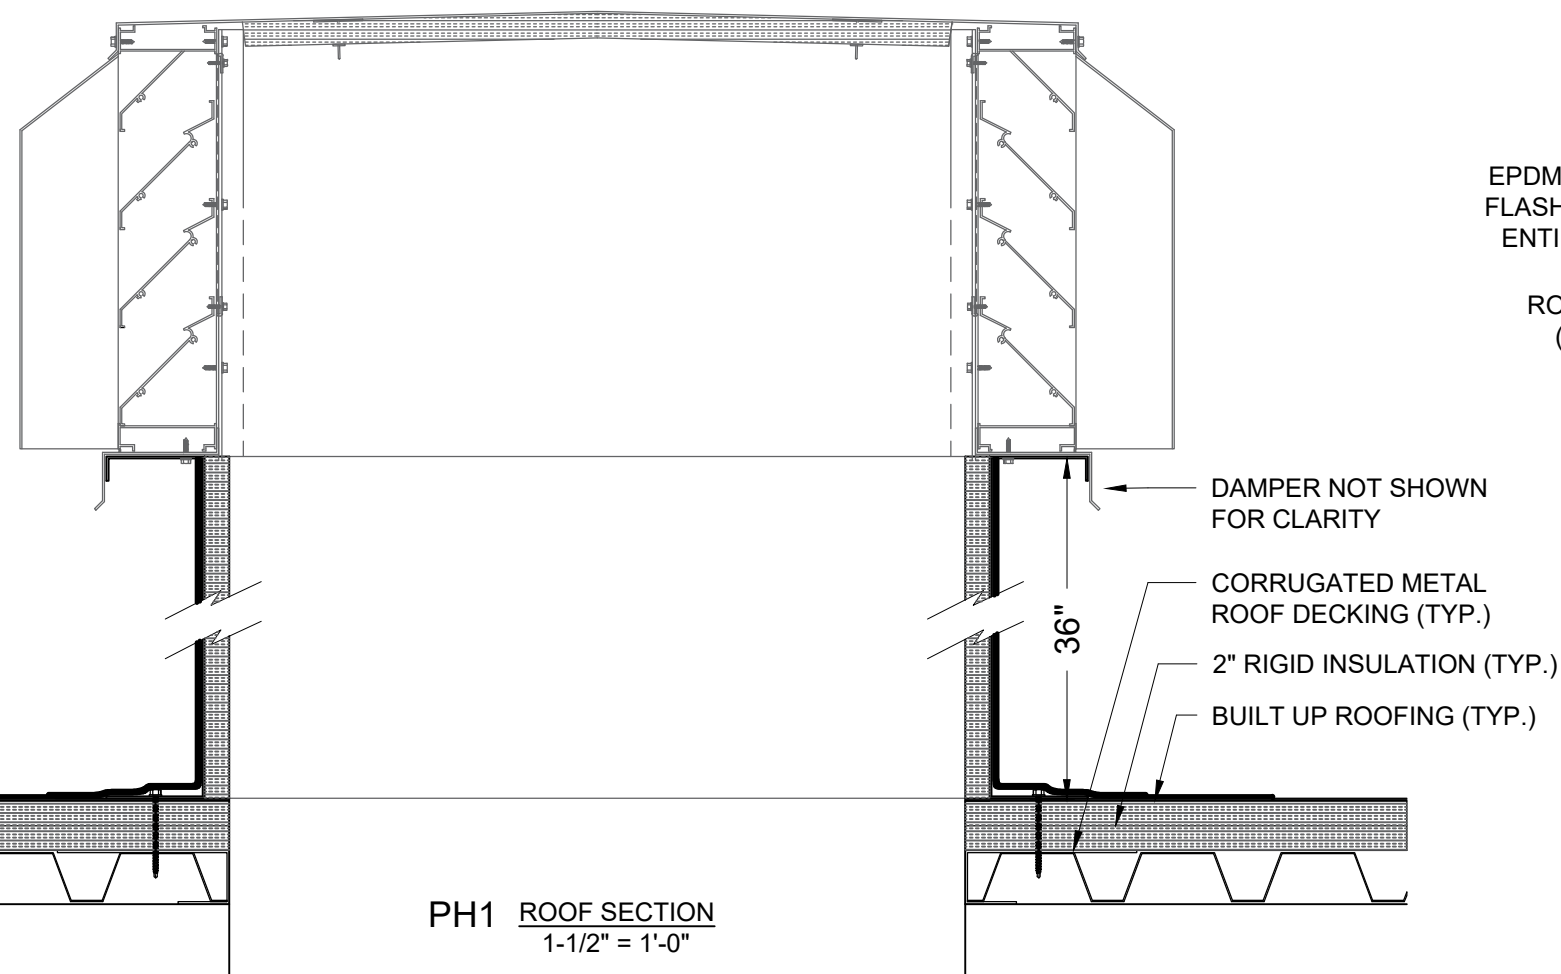 EPDM
DAMPER NOT SHOWN
FOR CLARITY
CORRUGATED METAL
ROOF DECKING (TYP.)
36"
2" RIGID INSULATION (TYP.)
BUILT UP ROOFING (TYP.)
PH1 ROOF SECTION
1-1/2" = 1'-0"